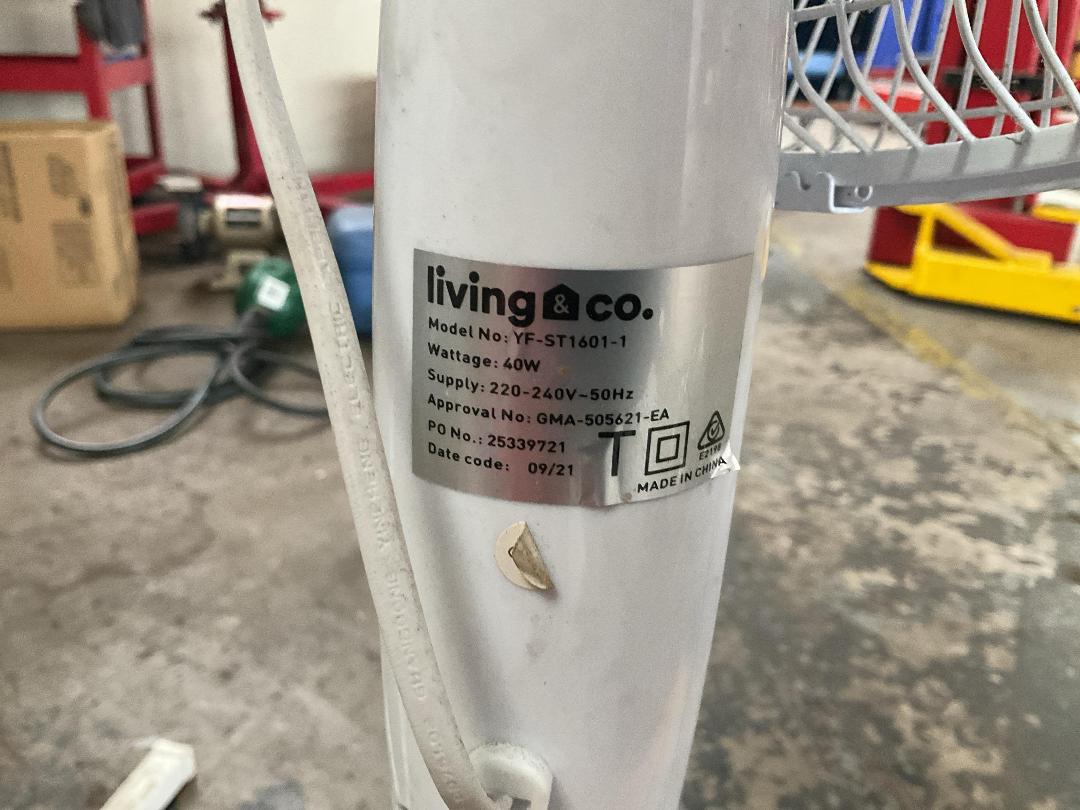 living & co.
Model No: YF-ST1601-1
Wattage: 40W
Supply: 220-240V~50Hz
Approval No: GMA-505621-EA
PO No.: 25339721
Date code: 09/21
T
E2198
MADE IN CHINA